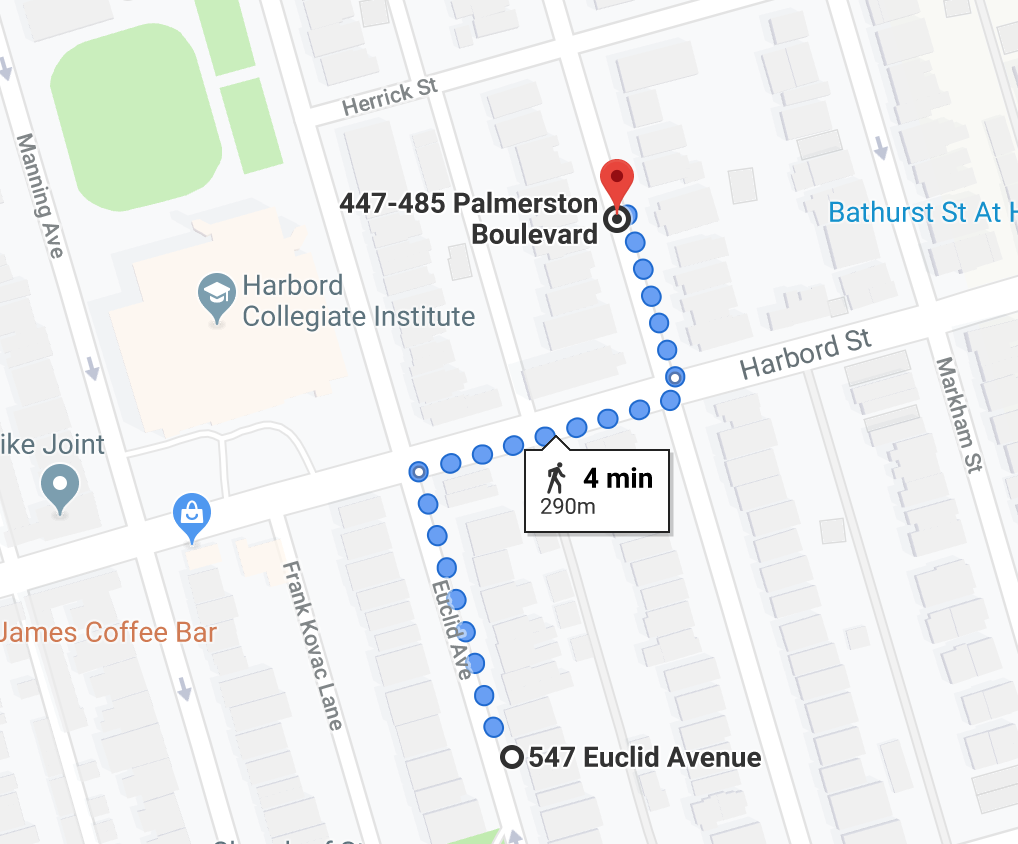 Herrick St
Manning Ave
447-485 Palmerston
Boulevard
Bathurst St At
Harbord
Collegiate Institute
Harbord St
Markham St
Joint
4 min
290m
Euclid Ave
Frank Kovac Lane
James Coffee Bar
547 Euclid Avenue